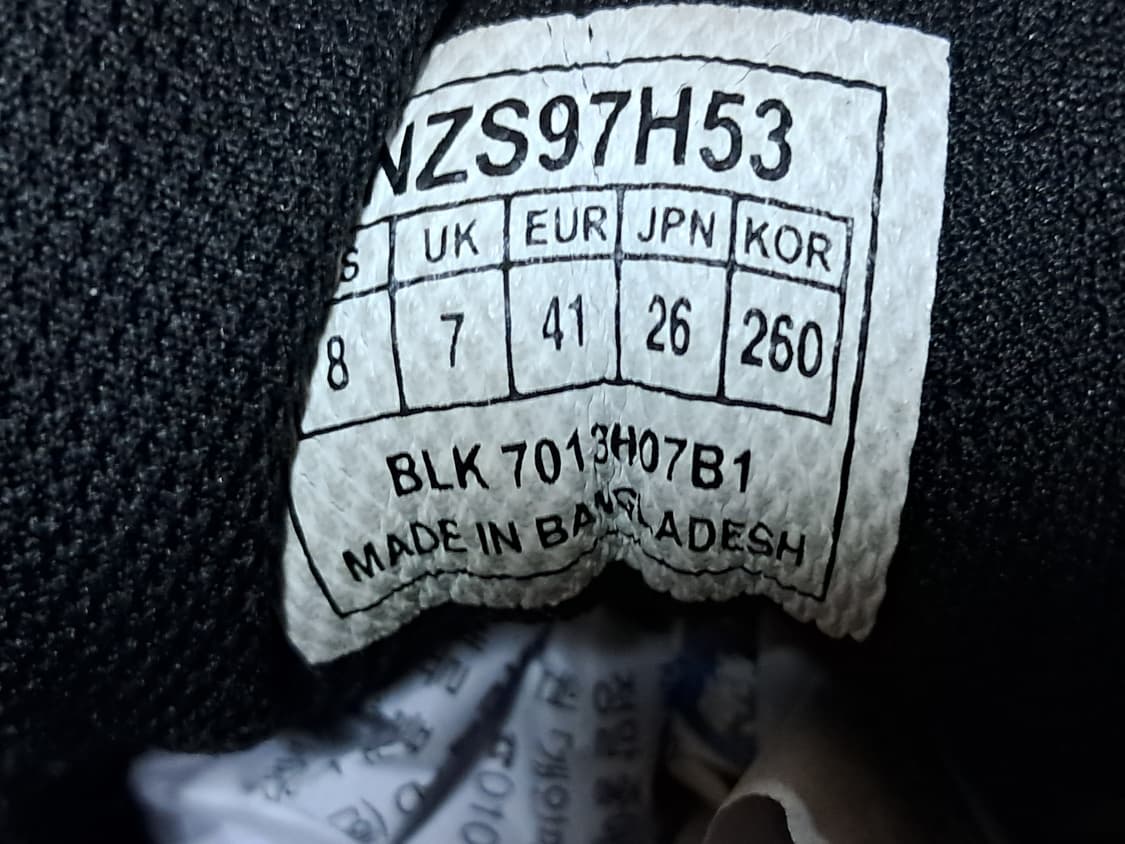 NZS97H53
S UK EUR JPN KOR
8 7 41 26 260
BLK 7013H07B1
MADE IN BANGLADESH